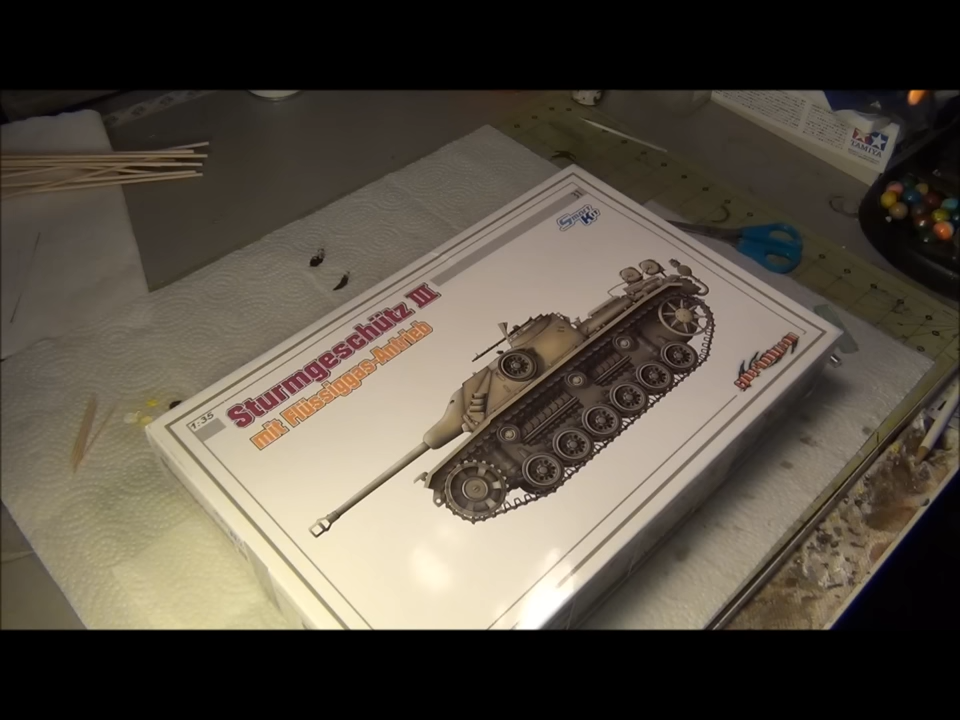 1:35
Sturmgeschütz III
mit Flüssiggas-Antrieb
Smart
Kit
TAMIYA